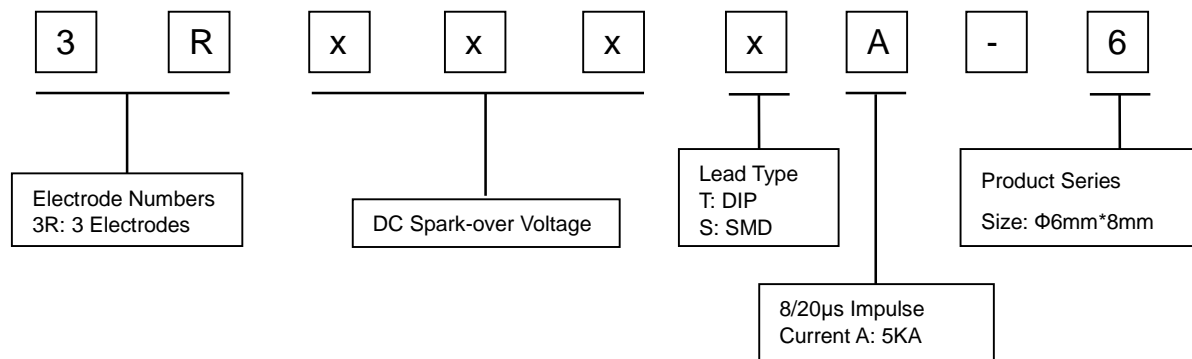 3 R x x x x A - 6
Electrode Numbers
3R: 3 Electrodes
DC Spark-over Voltage
Lead Type
T: DIP
S: SMD
8/20μs Impulse
Current A: 5KA
Product Series
Size: Φ6mm*8mm